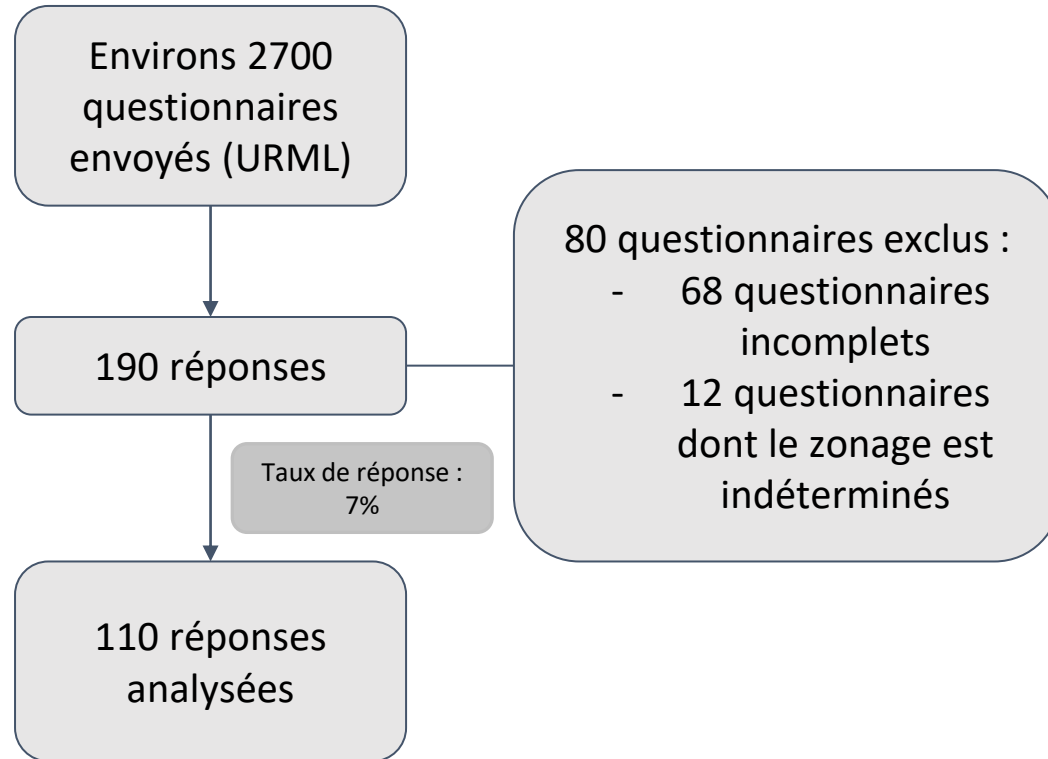 Environs 2700
questionnaires
envoyés (URML)
190 réponses
80 questionnaires exclus :
- 68 questionnaires
incomplets
- 12 questionnaires
dont le zonage est
indéterminés
Taux de réponse :
7%
110 réponses
analysées